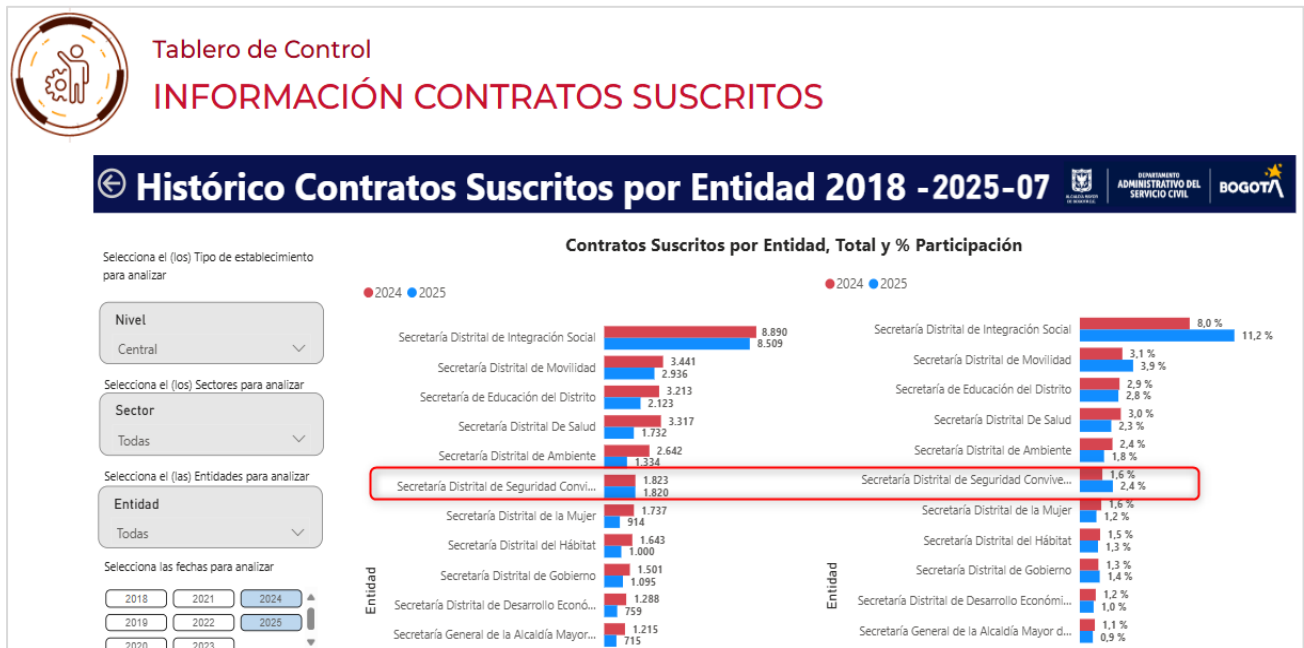 Tablero de Control
INFORMACIÓN CONTRATOS SUSCRITOS
Histórico Contratos Suscritos por Entidad 2018 -2025-07
DEPARTAMENTO
ADMINISTRATIVO DEL
SERVICIO CIVIL
BOGOTÁ
Selecciona el (los) Tipo de establecimiento
para analizar
Nivel
Central
Selecciona el (los) Sectores para analizar
Sector
Todas
Selecciona el (las) Entidades para analizar
Entidad
Todas
Selecciona las fechas para analizar
2018 2021 2024
2019 2022 2025
2020 2023
Contratos Suscritos por Entidad, Total y % Participación
2024 2025
Entidad
Secretaría Distrital de Integración Social 8.890
8.509
Secretaría Distrital de Movilidad 3.441
2.936
Secretaría de Educación del Distrito 3.213
2.123
Secretaría Distrital De Salud 3.317
1.732
Secretaría Distrital de Ambiente 2.642
1.334
Secretaría Distrital de Seguridad Convi... 1.823
1.820
Secretaría Distrital de la Mujer 1.737
914
Secretaría Distrital del Hábitat 1.643
1.000
Secretaría Distrital de Gobierno 1.501
1.095
Secretaría Distrital de Desarrollo Econó... 1.288
759
Secretaría General de la Alcaldía Mayor... 1.215
715
2024 2025
Entidad
Secretaría Distrital de Integración Social 8,0 %
11,2 %
Secretaría Distrital de Movilidad 3,1 %
3,9 %
Secretaría de Educación del Distrito 2,9 %
2,8 %
Secretaría Distrital De Salud 3,0 %
2,3 %
Secretaría Distrital de Ambiente 2,4 %
1,8 %
Secretaría Distrital de Seguridad Convive... 1,6 %
2,4 %
Secretaría Distrital de la Mujer 1,6 %
1,2 %
Secretaría Distrital del Hábitat 1,5 %
1,3 %
Secretaría Distrital de Gobierno 1,3 %
1,4 %
Secretaría Distrital de Desarrollo Económi... 1,2 %
1,0 %
Secretaría General de la Alcaldía Mayor d... 1,1 %
0,9 %